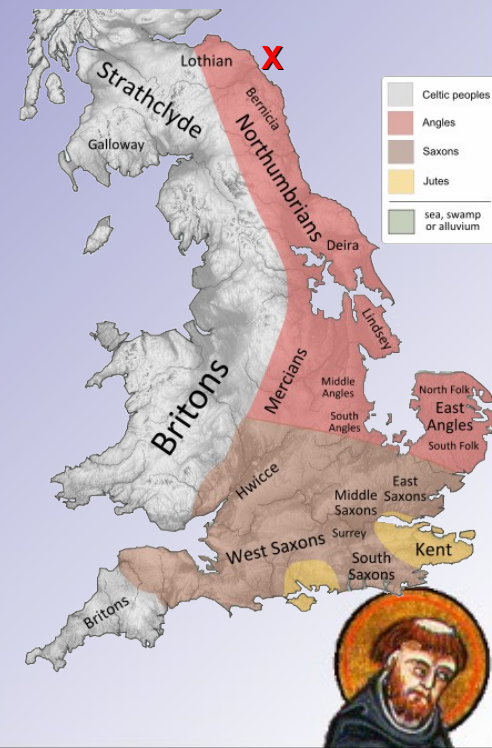 X
Lothian
Strathclyde
Bernicia
Galloway
Northumbrians
Deira
Lindsey
Mercians
Britons
Middle
Angles
South
Angles
North Folk
East
Angles
South Folk
Hwicce
East
Saxons
Middle
Saxons
Surrey
West Saxons
Kent
South
Saxons
Britons
Celtic peoples
Angles
Saxons
Jutes
sea, swamp
or alluvium